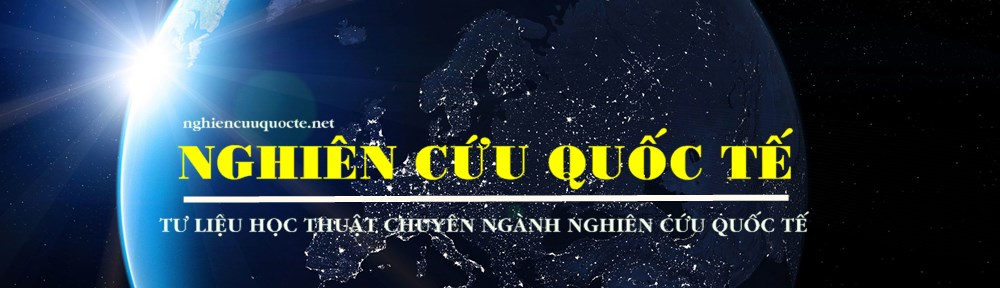 nghiencuuquocte.net
NGHIÊN CỨU QUỐC TẾ
TƯ LIỆU HỌC THUẬT CHUYÊN NGÀNH NGHIÊN CỨU QUỐC TẾ